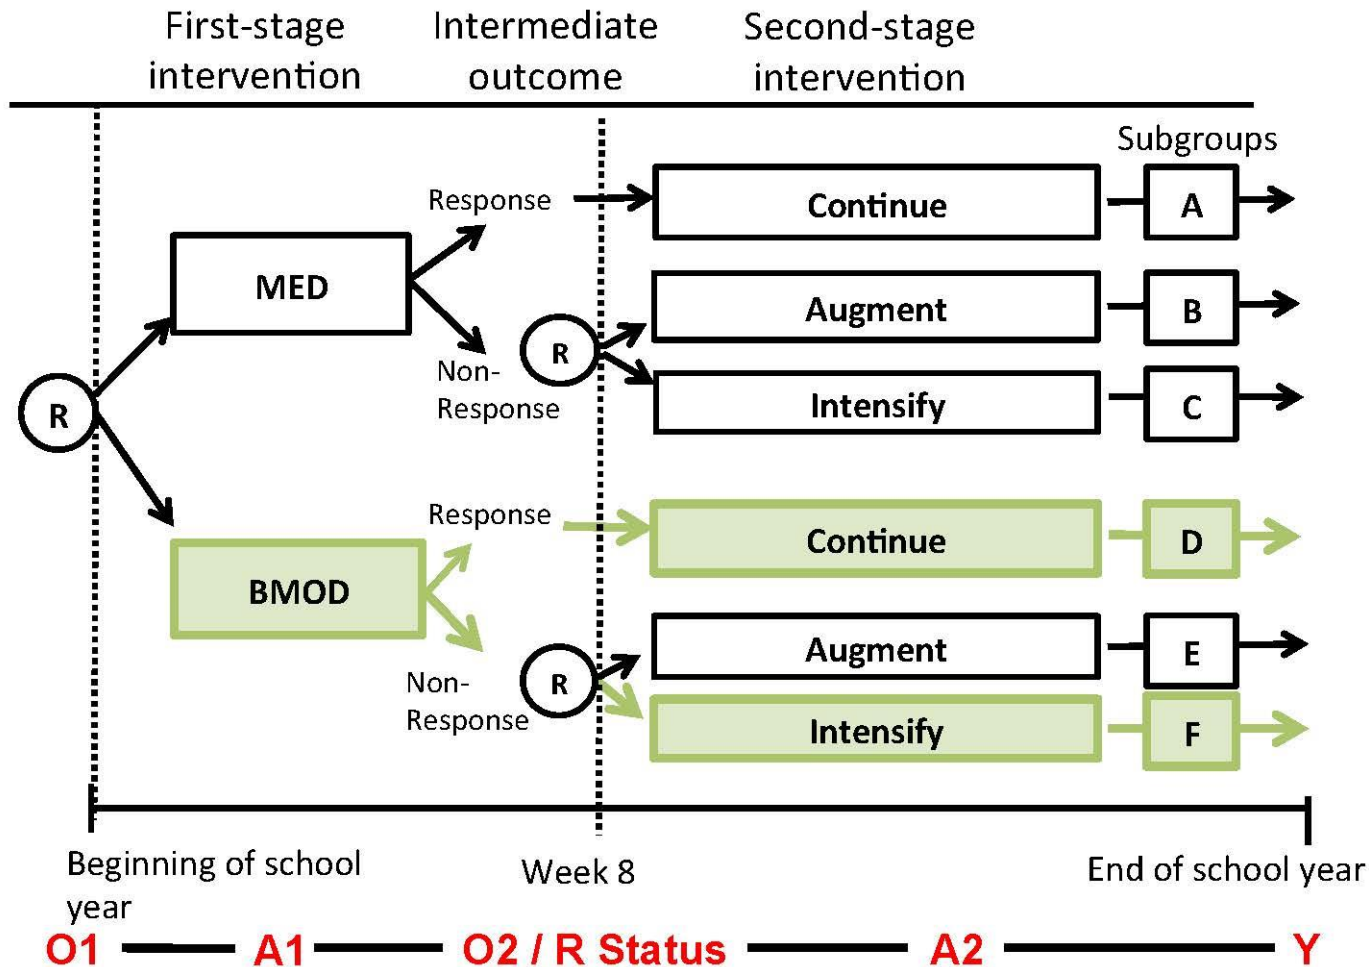 First-stage
intervention
Intermediate
outcome
Second-stage
intervention
Subgroups
Response
Continue
A
MED
Augment
B
R
Non-
Response
Intensify
C
R
Response
Continue
D
BMOD
Augment
E
R
Non-
Response
Intensify
F
Beginning of school
year
Week 8
End of school year
O1
A1
O2 / R Status
A2
Y